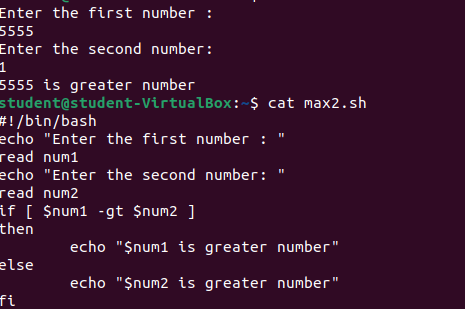 Enter the first number :
5555
Enter the second number:
1
5555 is greater number
student@student-VirtualBox:~$ cat max2.sh
#!/bin/bash
echo "Enter the first number : "
read num1
echo "Enter the second number: "
read num2
if [ $num1 -gt $num2 ]
then
        echo "$num1 is greater number"
else
        echo "$num2 is greater number"
fi